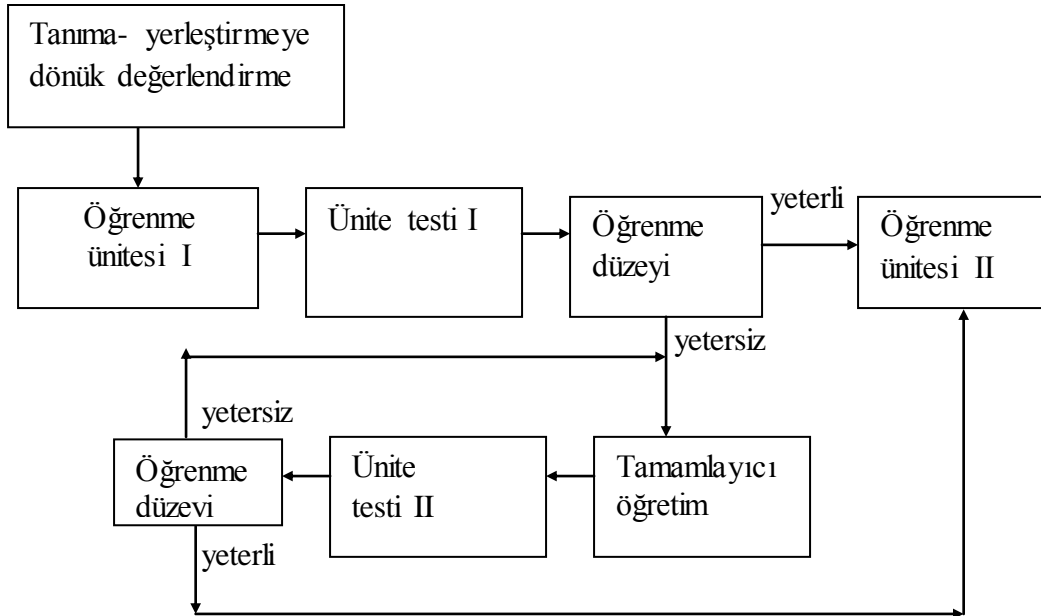 Tanıma- yerleştirmeye
dönük değerlendirme
Öğrenme
ünitesi I
Ünite testi I
Öğrenme
düzeyi
yeterli
Öğrenme
ünitesi II
yetersiz
yetersiz
Öğrenme
düzevi
Ünite
testi II
Tamamlayıcı
öğretim
yeterli